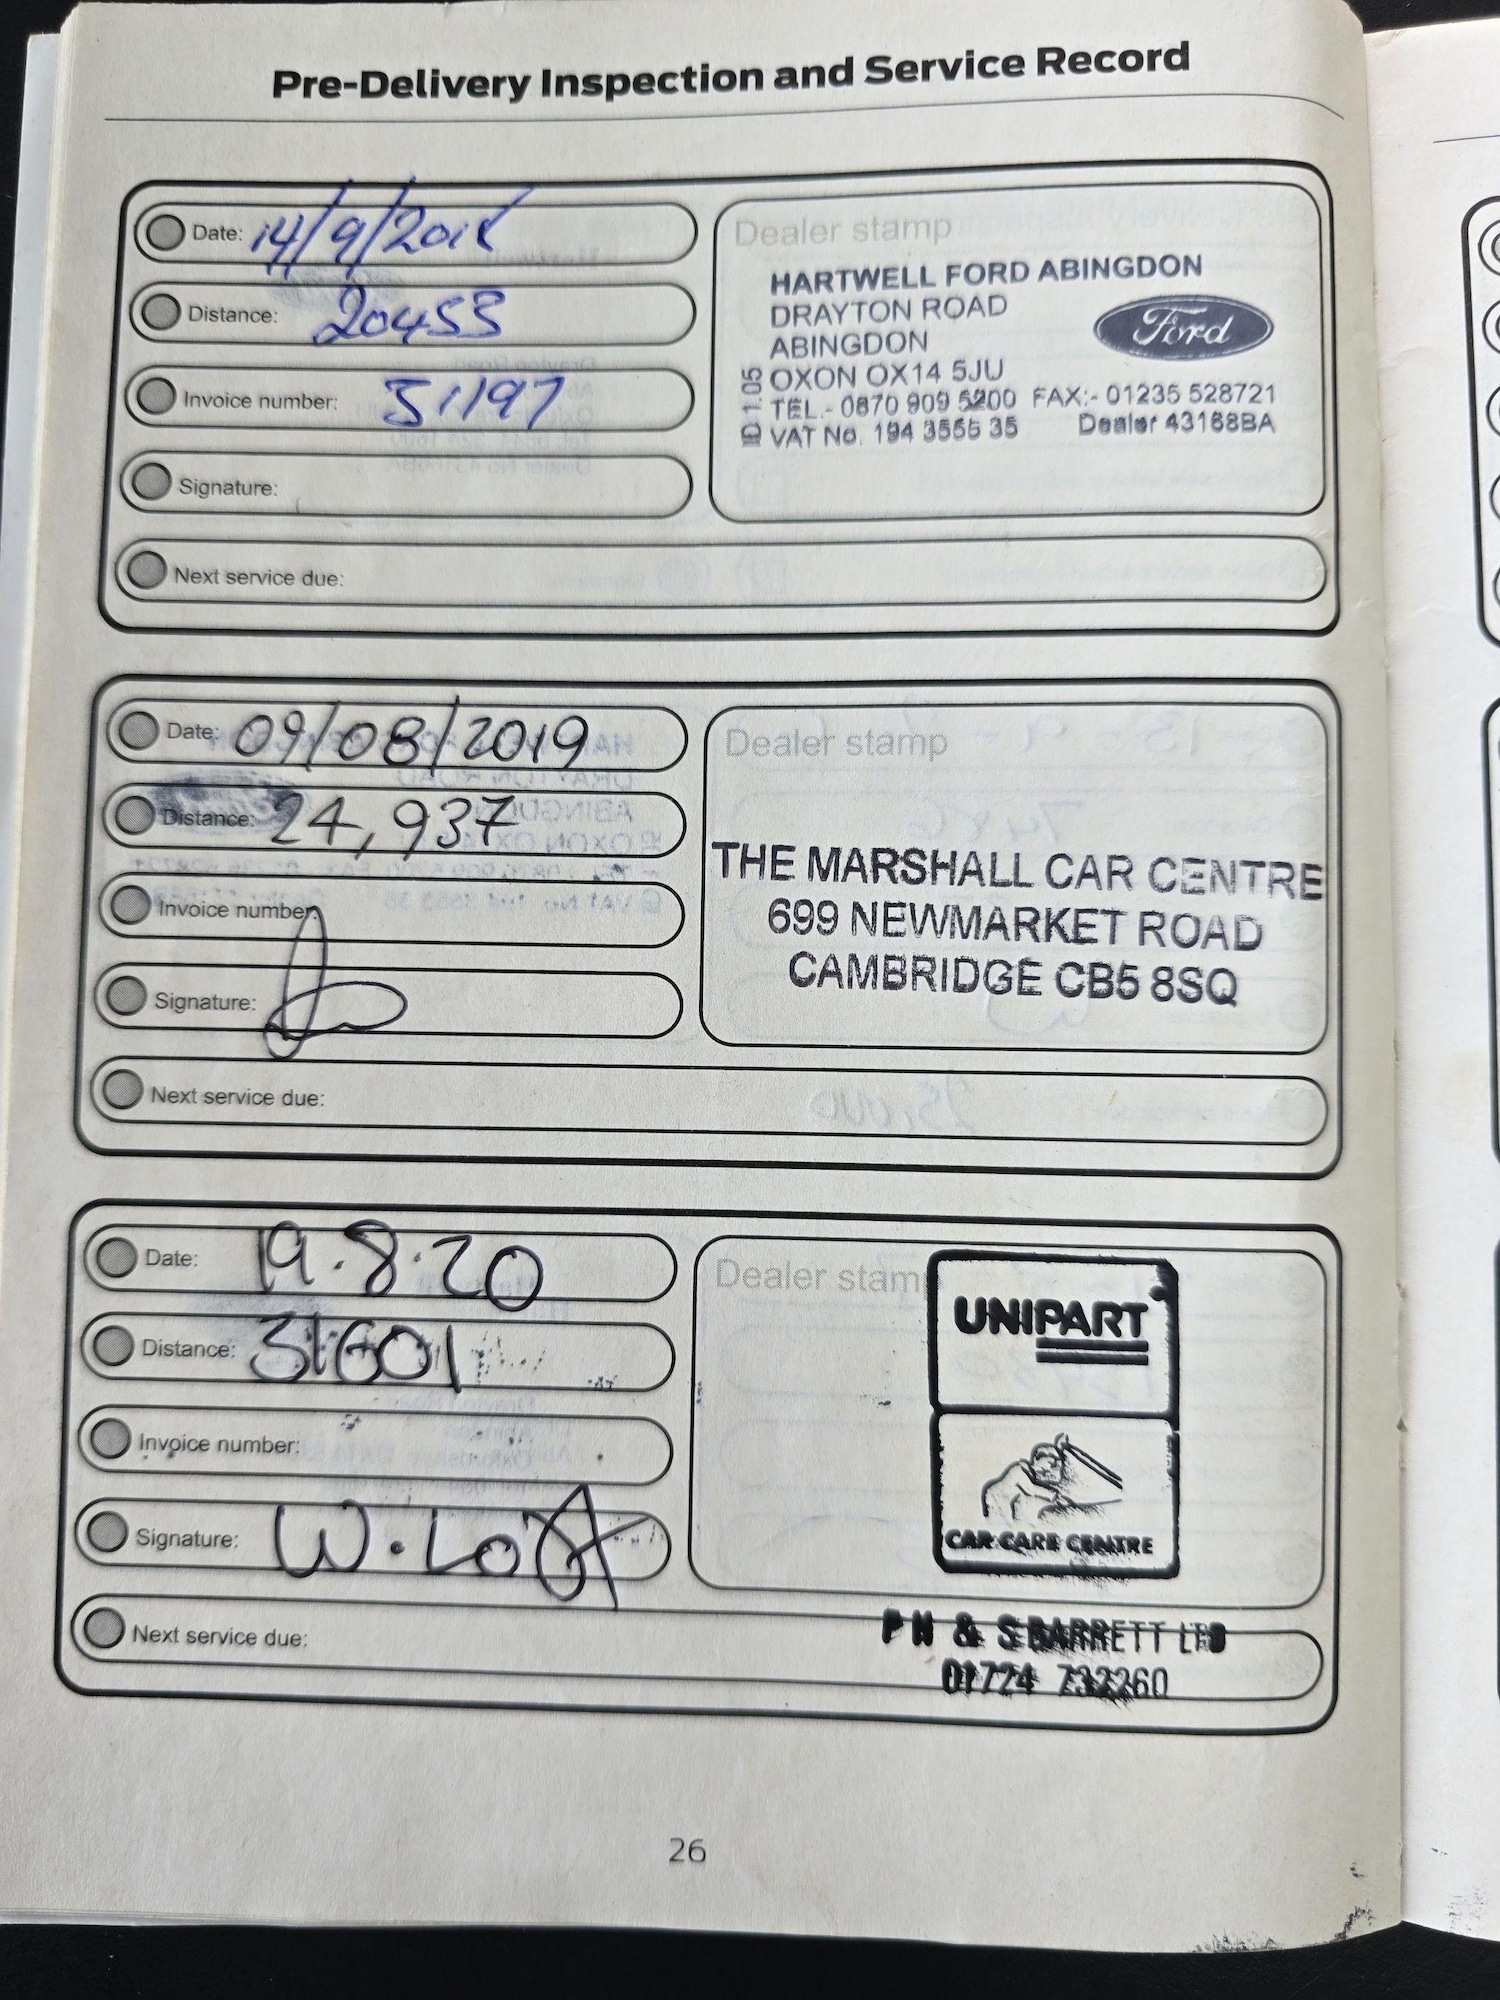 Pre-Delivery Inspection and Service Record
Date: 14/9/2018
Distance: 20453
Invoice number: 51197
Signature:
Next service due:
Dealer stamp
HARTWELL FORD ABINGDON
DRAYTON ROAD
ABINGDON
OXON OX14 5JU
TEL.- 0870 909 5200 FAX:- 01235 528721
VAT No. 194 3555 35 Dealer 43168BA
ID 1.05
Ford
Date: 09/08/2019
Distance: 24,937
Invoice number:
Signature:
Next service due:
Dealer stamp
THE MARSHALL CAR CENTRE
699 NEWMARKET ROAD
CAMBRIDGE CB5 8SQ
Date: 19.8.20
Distance: 31601
Invoice number:
Signature: W.
Next service due:
Dealer stamp
UNIPART
CAR CARE CENTRE
P N & S BARRETT LTD
01724 732260
26